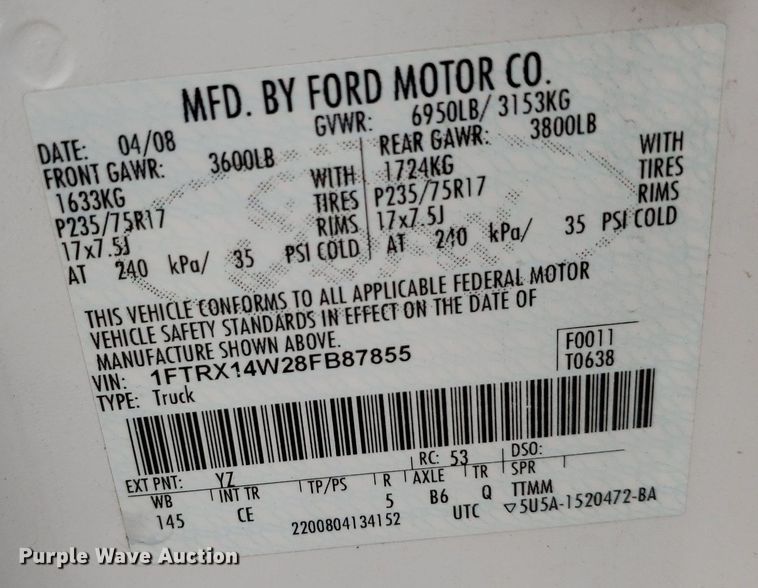 MFD. BY FORD MOTOR CO.
DATE: 04/08 GVWR: 6950LB/ 3153KG
FRONT GAWR: 3600LB REAR GAWR: 3800LB
1633KG WITH 1724KG WITH
P235/75R17 TIRES P235/75R17 TIRES
17x7.5J RIMS 17x7.5J RIMS
AT 240 kPa/ 35 PSI COLD AT 240 kPa/ 35 PSI COLD
THIS VEHICLE CONFORMS TO ALL APPLICABLE FEDERAL MOTOR
VEHICLE SAFETY STANDARDS IN EFFECT ON THE DATE OF
MANUFACTURE SHOWN ABOVE.
VIN: 1FTRX14W28FB87855 F0011
TYPE: Truck T0638
EXT PNT: YZ RC: 53 DSO:
WB INT TR TP/PS R AXLE TR SPR
145 CE 5 B6 Q TTMM
2200804134152 UTC ▽5U5A-1520472-BA
Purple Wave Auction